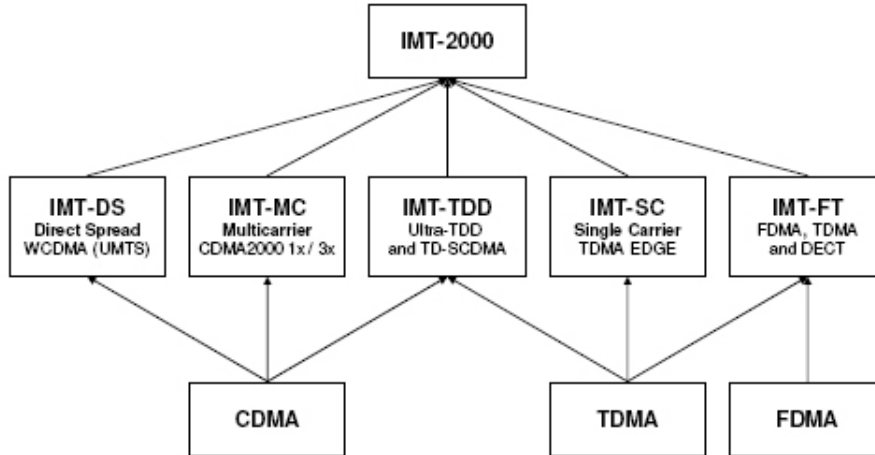 IMT-2000
IMT-DS
Direct Spread
WCDMA (UMTS)
IMT-MC
Multicarrier
CDMA2000 1x / 3x
IMT-TDD
Ultra-TDD
and TD-SCDMA
IMT-SC
Single Carrier
TDMA EDGE
IMT-FT
FDMA, TDMA
and DECT
CDMA
TDMA
FDMA